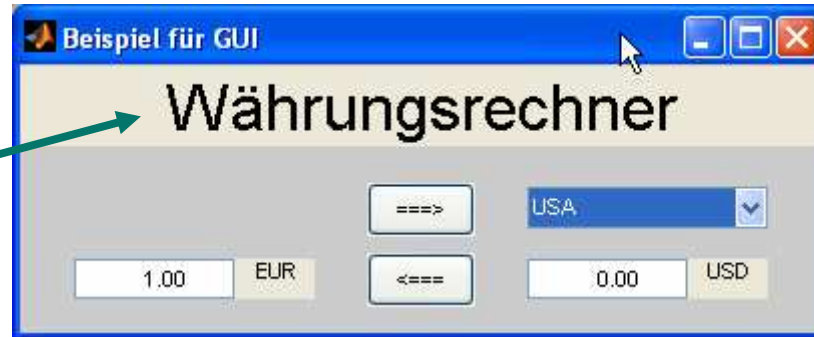 Beispiel für GUI
Währungsrechner
===> USA
1.00 EUR <=== 0.00 USD